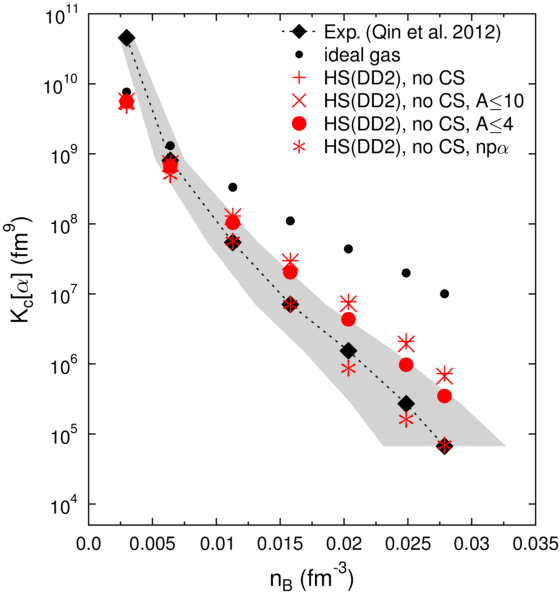 Exp. (Qin et al. 2012)
ideal gas
HS(DD2), no CS
HS(DD2), no CS, A≤10
HS(DD2), no CS, A≤4
HS(DD2), no CS, npα
K_c[α] (fm^9)
10^11
10^10
10^9
10^8
10^7
10^6
10^5
10^4
0.0 0.005 0.01 0.015 0.02 0.025 0.03 0.035
n_B (fm^-3)